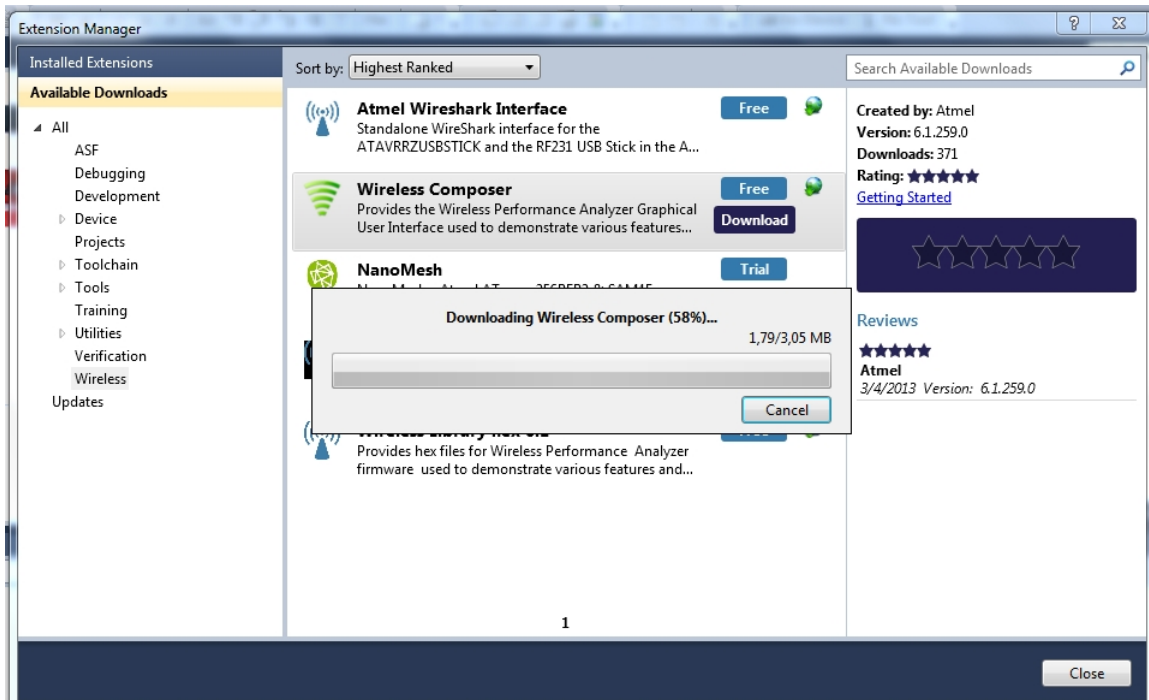 Extension Manager
Installed Extensions
Available Downloads
All
ASF
Debugging
Development
Device
Projects
Toolchain
Tools
Training
Utilities
Verification
Wireless
Updates
Sort by: Highest Ranked
Atmel Wireshark Interface
Free
Standalone WireShark interface for the
ATAVRRZUSBSTICK and the RF231 USB Stick in the A...
Wireless Composer
Free
Provides the Wireless Performance Analyzer Graphical
User Interface used to demonstrate various features...
Download
NanoMesh
Trial
Downloading Wireless Composer (58%)...
1,79/3,05 MB
Cancel
Provides hex files for Wireless Performance Analyzer
firmware used to demonstrate various features and...
1
Search Available Downloads
Created by: Atmel
Version: 6.1.259.0
Downloads: 371
Rating:
Getting Started
Reviews
Atmel
3/4/2013 Version: 6.1.259.0
Close